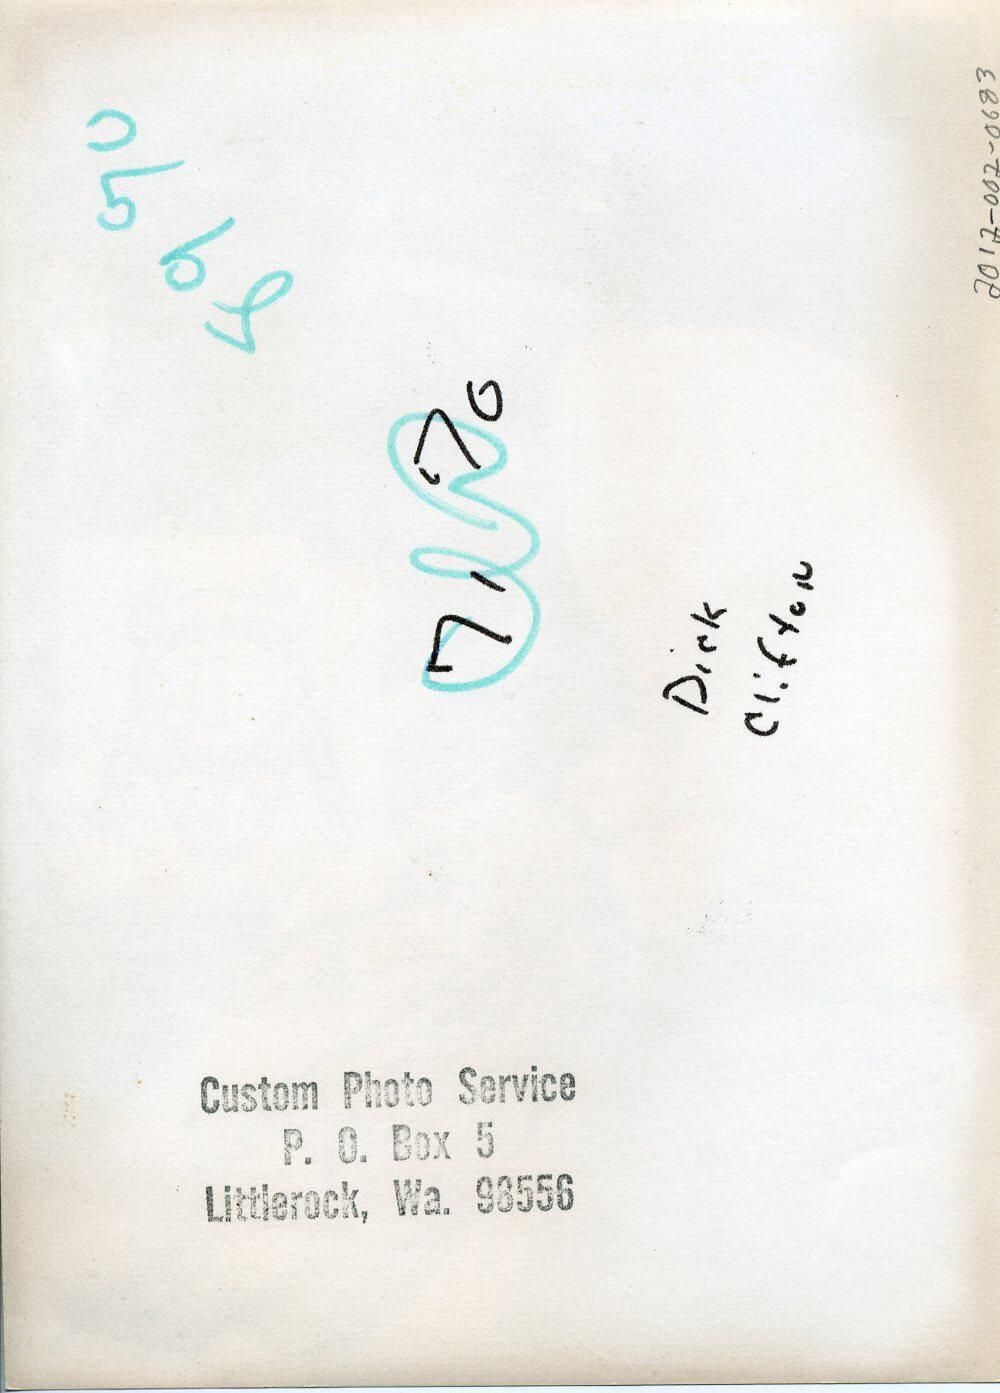 2012-002-0683
Dick
Clifton
Custom Photo Service
P. O. Box 5
Littlerock, Wa. 98556